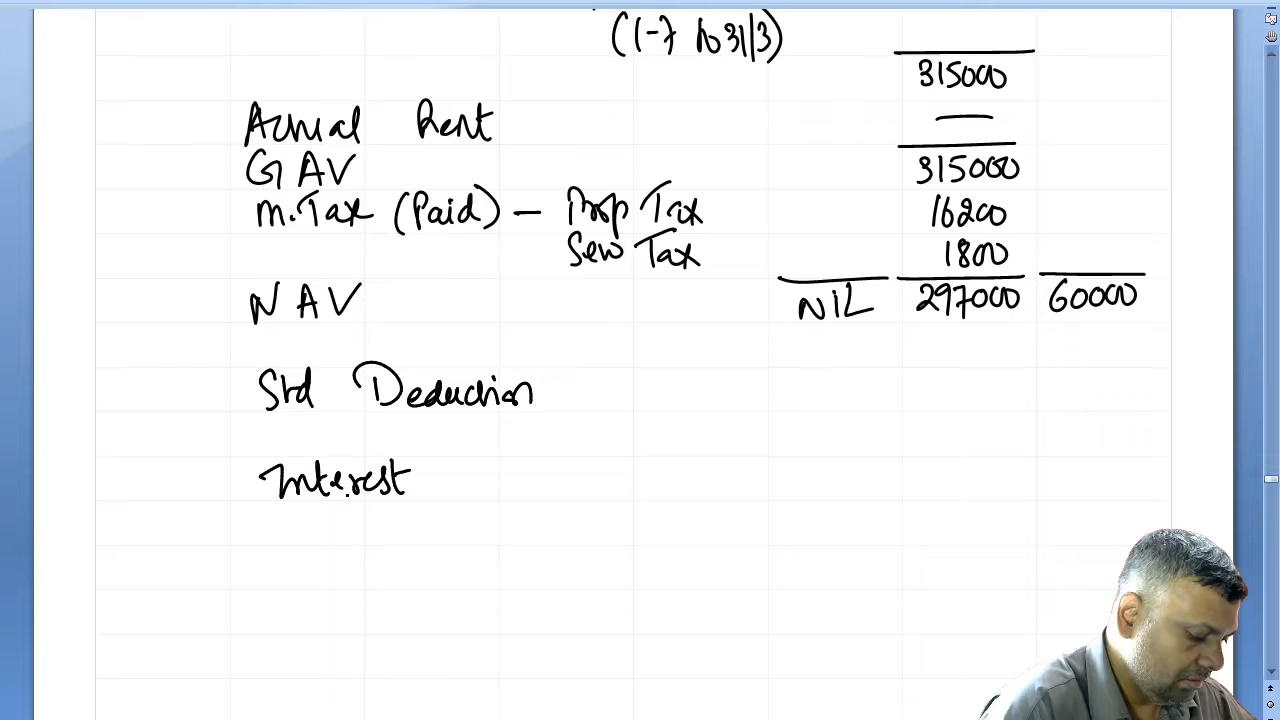 (1-7 to 31/3)
315000
Actual Rent —
GAV 315000
M.Tax (Paid) — Prop Tax 16200
Sew Tax 1800
NAV NIL 297000 60000
Std Deduction
Interest